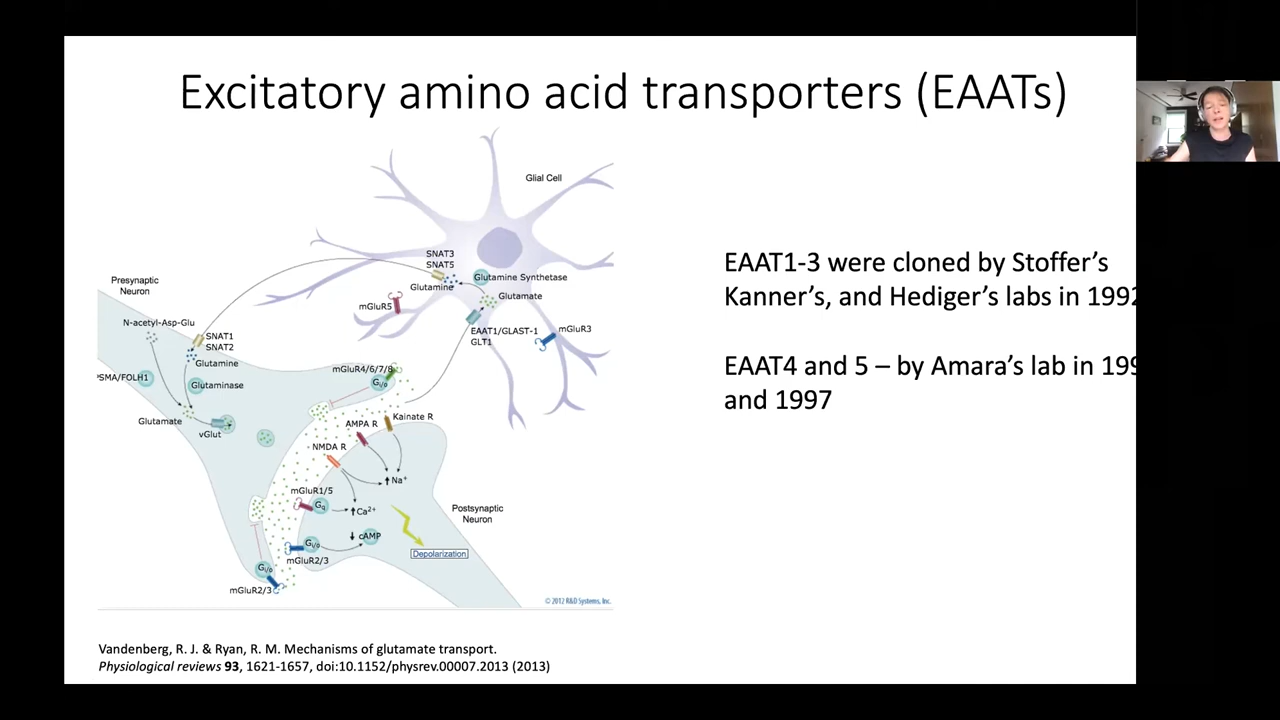 Excitatory amino acid transporters (EAATs)
Glial Cell
SNAT3
SNAT5
Glutamine
Glutamine Synthetase
Glutamate
mGluR5
EAAT1/GLAST-1
GLT1
mGluR3
Presynaptic
Neuron
N-acetyl-Asp-Glu
SNAT1
SNAT2
Glutamine
PSMA/FOLH1
Glutaminase
Glutamate
vGlut
mGluR4/6/7/8
Gi/o
Kainate R
AMPA R
NMDA R
Na+
mGluR1/5
Gq
Ca2+
cAMP
Gi/o
mGluR2/3
Gi/o
mGluR2/3
Postsynaptic
Neuron
Depolarization
© 2012 R&D Systems, Inc.
EAAT1-3 were cloned by Stoffer’s
Kanner’s, and Hediger’s labs in 1992
EAAT4 and 5 – by Amara’s lab in
and 1997
Vandenberg, R. J. & Ryan, R. M. Mechanisms of glutamate transport.
Physiological reviews 93, 1621-1657, doi:10.1152/physrev.00007.2013 (2013)